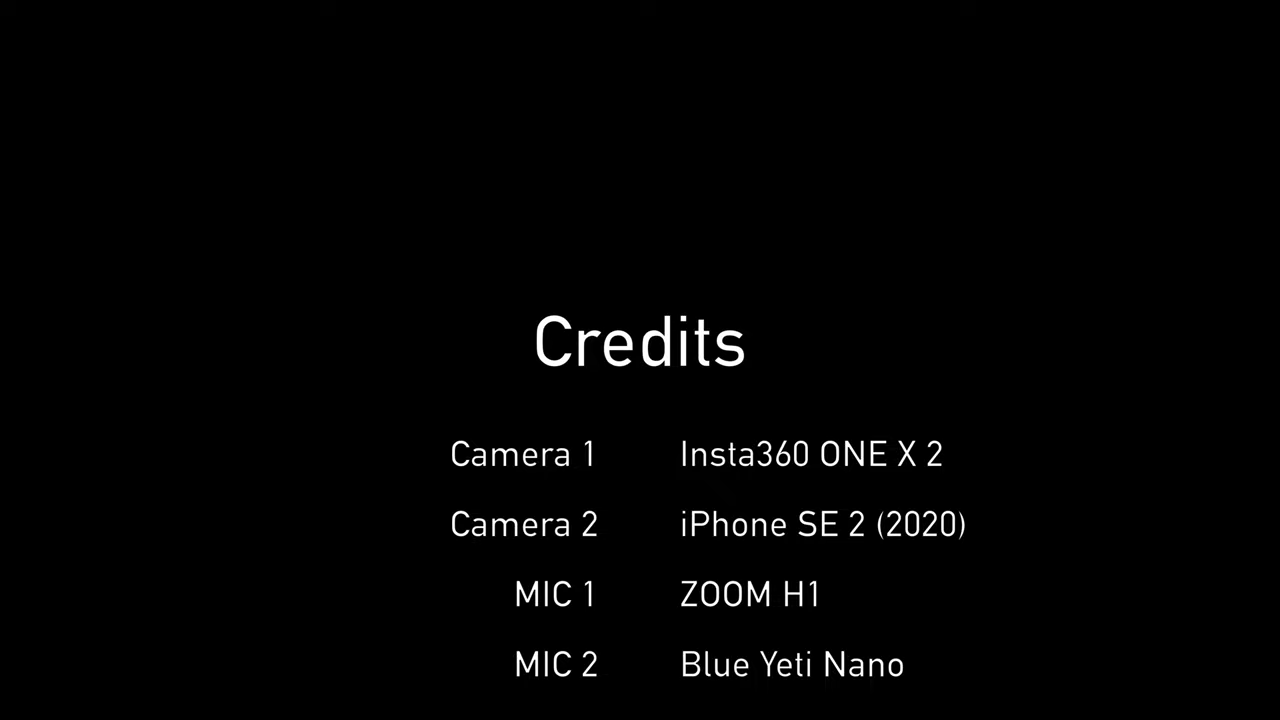 Credits
Camera 1 Insta360 ONE X 2
Camera 2 iPhone SE 2 (2020)
MIC 1 ZOOM H1
MIC 2 Blue Yeti Nano